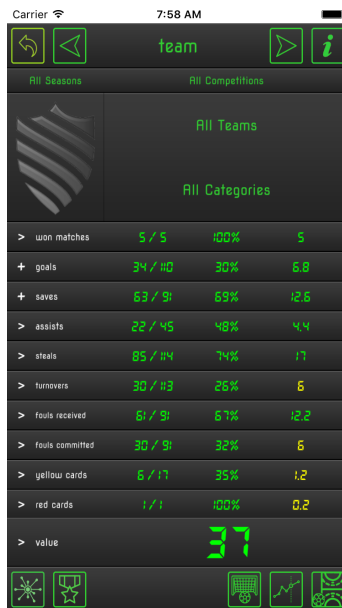 Carrier 7:58 AM
team
i
All Seasons All Competitions
All Teams
All Categories
> won matches 5 / 5 100% 5
+ goals 34 / 110 30% 6.8
+ saves 63 / 91 69% 12.6
> assists 22 / 45 48% 4.4
> steals 85 / 114 74% 17
> turnovers 30 / 113 26% 6
> fouls received 61 / 91 67% 12.2
> fouls committed 30 / 91 32% 6
> yellow cards 6 / 17 35% 1.2
> red cards 1 / 1 100% 0.2
> value 37